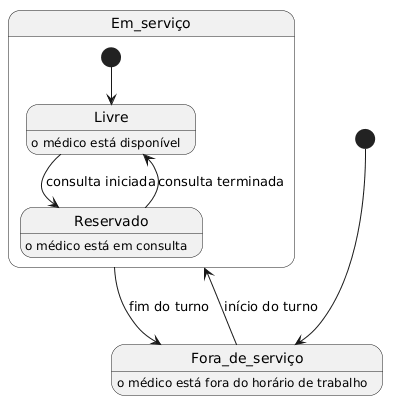 Em_serviço
Livre
o médico está disponível
consulta iniciada
consulta terminada
Reservado
o médico está em consulta
fim do turno
início do turno
Fora_de_serviço
o médico está fora do horário de trabalho